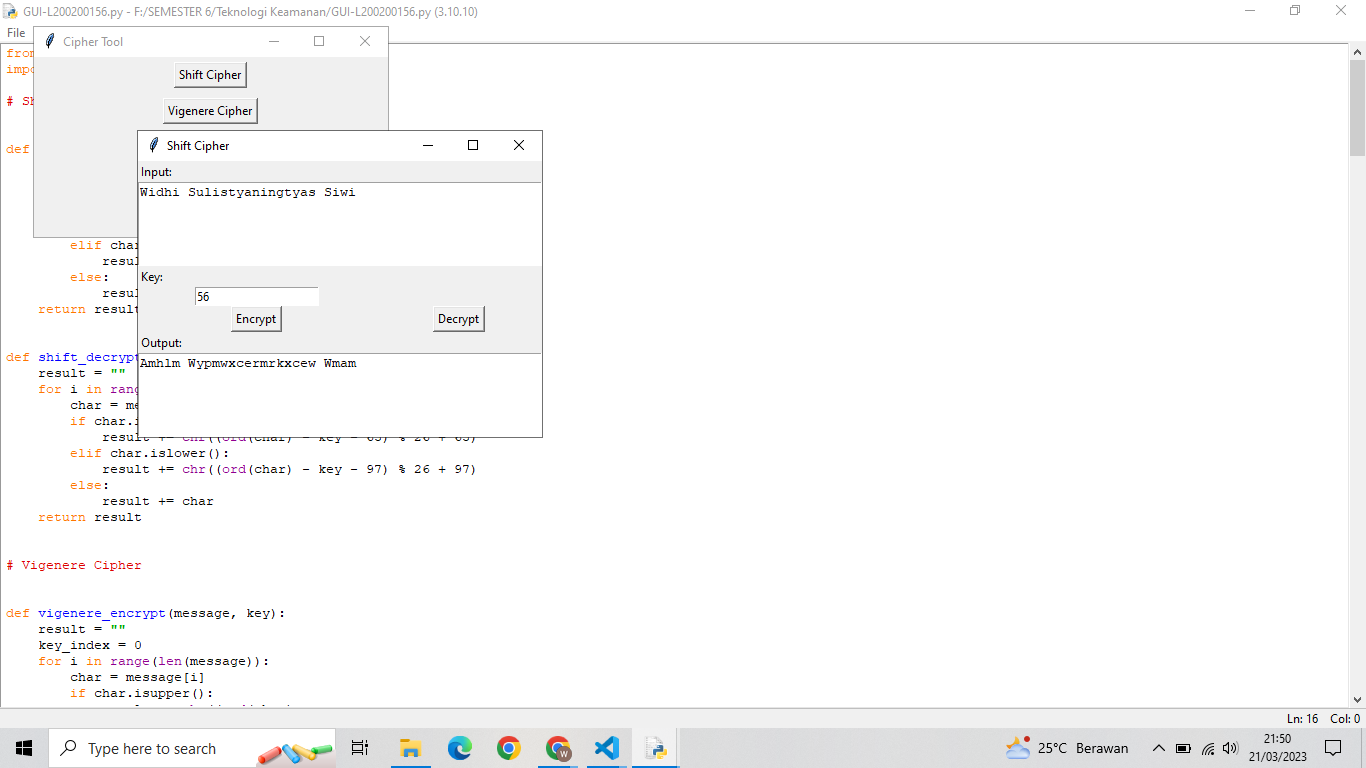 GUI-L200200156.py - F:/SEMESTER 6/Teknologi Keamanan/GUI-L200200156.py (3.10.10)
File
Cipher Tool
Shift Cipher
Vigenere Cipher
Shift Cipher
Input:
Widhi Sulistyaningtyas Siwi
Key:
56
Encrypt Decrypt
Output:
Amhlm Wypmwxcermrkxcew Wmam
def
elif char
else:
return result
def shift_decrypt
result = ""
for i in rang
char = me
if char.i
result += chr((ord(char) - key - 65) % 26 + 65)
elif char.islower():
result += chr((ord(char) - key - 97) % 26 + 97)
else:
result += char
return result
# Vigenere Cipher
def vigenere_encrypt(message, key):
result = ""
key_index = 0
for i in range(len(message)):
char = message[i]
if char.isupper():
Ln: 16 Col: 0
Type here to search
W
25°C Berawan
21:50
21/03/2023